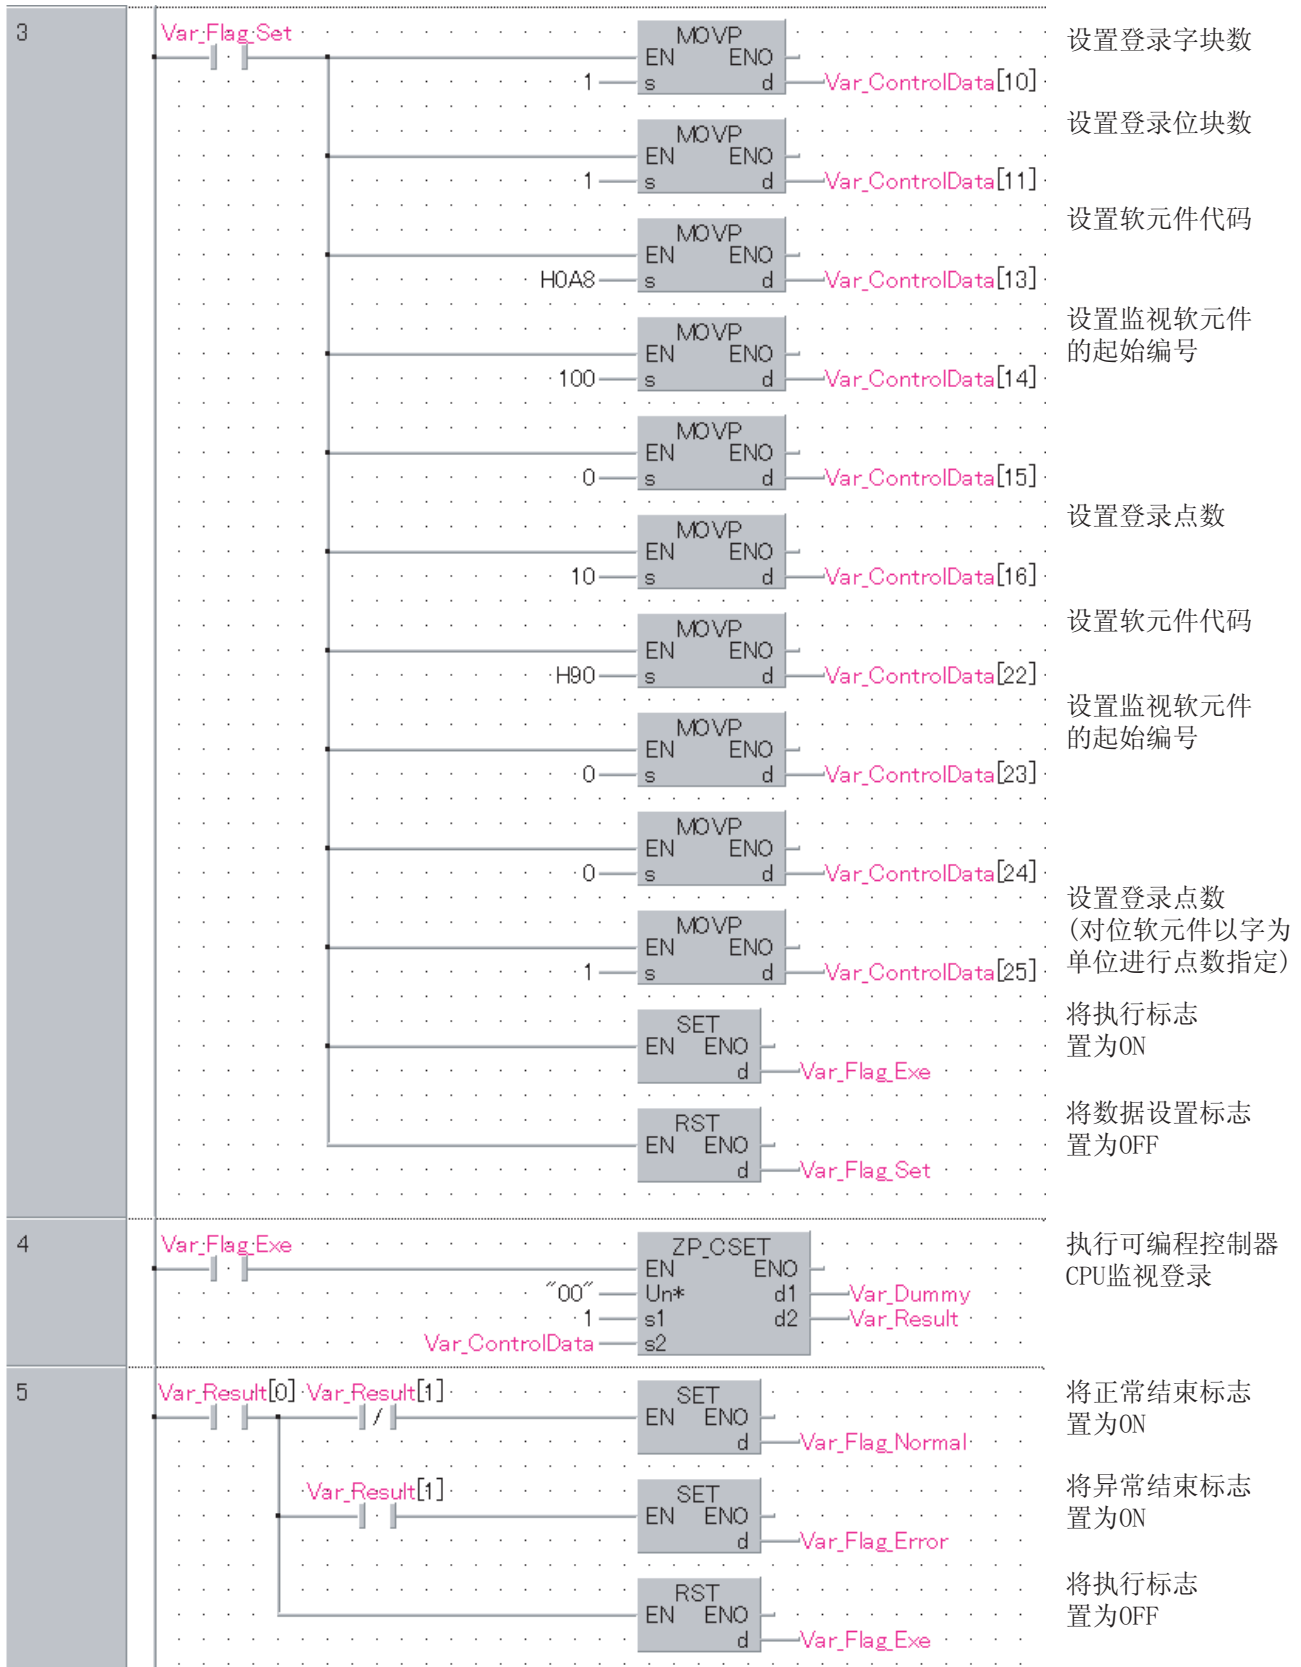 3
Var_Flag_Set
MOVP
设置登录字块数
EN ENO
1 s d Var_ControlData[10]
MOVP
设置登录位块数
EN ENO
1 s d Var_ControlData[11]
MOVP
设置软元件代码
EN ENO
H0A8 s d Var_ControlData[13]
MOVP
设置监视软元件
的起始编号
EN ENO
100 s d Var_ControlData[14]
MOVP
EN ENO
0 s d Var_ControlData[15]
MOVP
设置登录点数
EN ENO
10 s d Var_ControlData[16]
MOVP
设置软元件代码
EN ENO
H90 s d Var_ControlData[22]
MOVP
设置监视软元件
的起始编号
EN ENO
0 s d Var_ControlData[23]
MOVP
EN ENO
0 s d Var_ControlData[24]
MOVP
设置登录点数
(对位软元件以字为
单位进行点数指定)
EN ENO
1 s d Var_ControlData[25]
SET
将执行标志
置为ON
EN ENO
d Var_Flag_Exe
RST
将数据设置标志
置为OFF
EN ENO
d Var_Flag_Set
4
Var_Flag_Exe
ZP_CSET
执行可编程控制器
CPU监视登录
EN ENO
"00" Un* d1 Var_Dummy
1 s1 d2 Var_Result
Var_ControlData s2
5
Var_Result[0] Var_Result[1]
SET
将正常结束标志
置为ON
EN ENO
d Var_Flag_Normal
Var_Result[1]
SET
将异常结束标志
置为ON
EN ENO
d Var_Flag_Error
RST
将执行标志
置为OFF
EN ENO
d Var_Flag_Exe